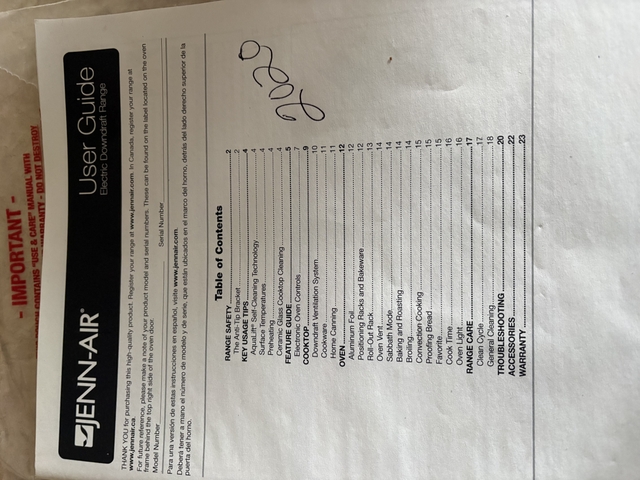 - IMPORTANT -
CONTAINS "USE & CARE" MANUAL WITH
WARRANTY - DO NOT DESTROY
JENN-AIR®
User Guide
Electric Downdraft Range
THANK YOU for purchasing this high-quality product. Register your range at www.jennair.com. In Canada, register your range at
www.jennair.ca.
For future reference, please make a note of your product model and serial numbers. These can be found on the label located on the oven
frame behind the top right side of the oven door.
Model Number Serial Number
Para una versión de estas instrucciones en español, visite www.jennair.com.
Deberá tener a mano el número de modelo y de serie, que están ubicados en el marco del horno, detrás del lado derecho superior de la
puerta del horno.
2020
Table of Contents
RANGE SAFETY 2
The Anti-Tip Bracket 2
KEY USAGE TIPS 4
AquaLift® Self-Cleaning Technology 4
Surface Temperatures 4
Preheating 4
Ceramic Glass Cooktop Cleaning 4
FEATURE GUIDE 5
Electronic Oven Controls 7
COOKTOP 9
Downdraft Ventilation System 10
Cookware 11
Home Canning 11
OVEN 12
Aluminum Foil 12
Positioning Racks and Bakeware 12
Roll-Out Rack 13
Oven Vent 14
Sabbath Mode 14
Baking and Roasting 14
Broiling 14
Convection Cooking 15
Proofing Bread 15
Favorite 15
Cook Time 16
Oven Light 16
RANGE CARE 17
Clean Cycle 17
General Cleaning 18
TROUBLESHOOTING 20
ACCESSORIES 22
WARRANTY 23